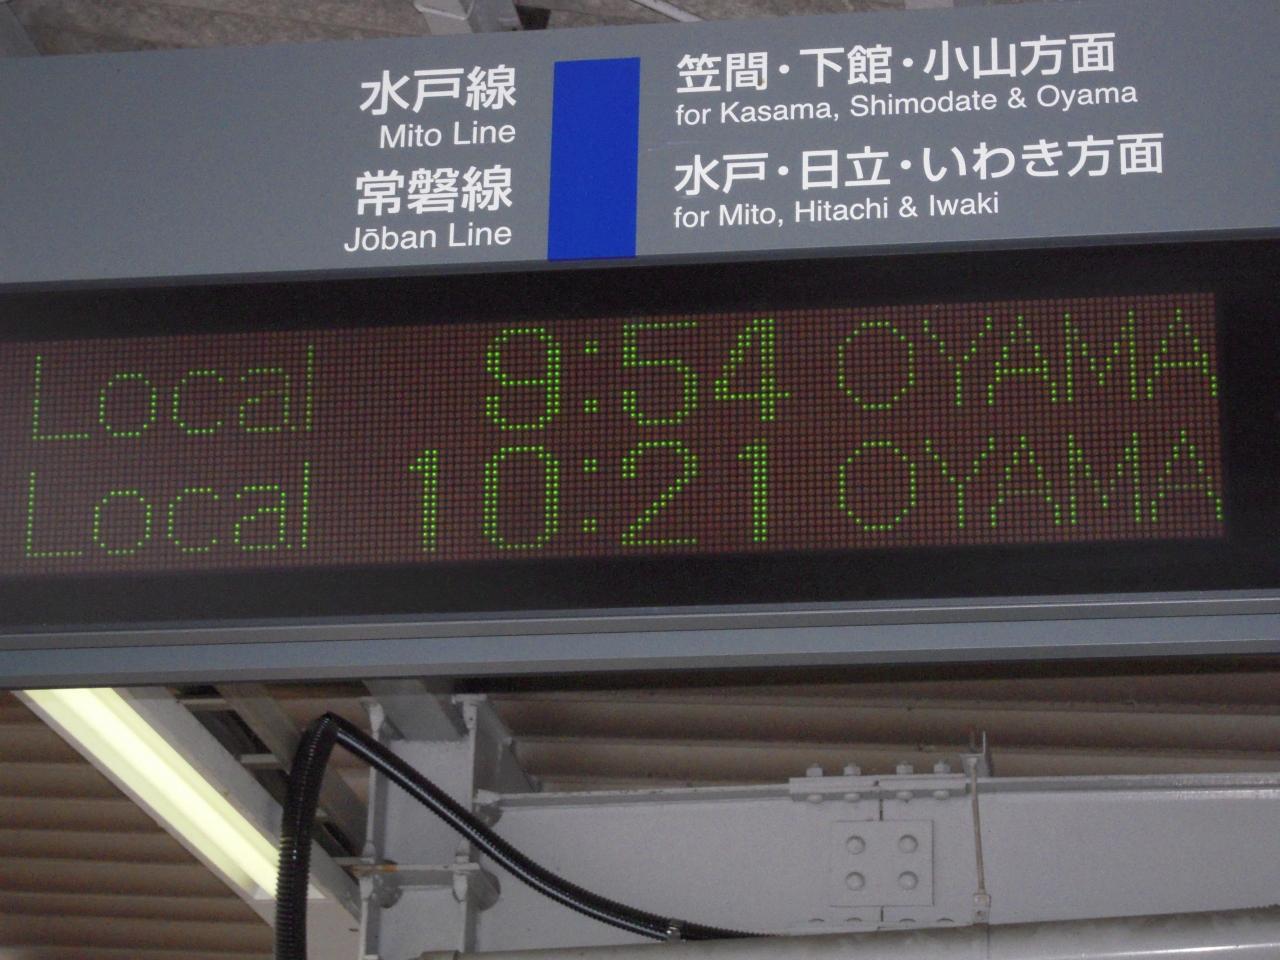 水戸線 笠間・下館・小山方面
Mito Line for Kasama, Shimodate & Oyama
常磐線 水戸・日立・いわき方面
Jōban Line for Mito, Hitachi & Iwaki
Local 9:54 OYAMA
Local 10:21 OYAMA